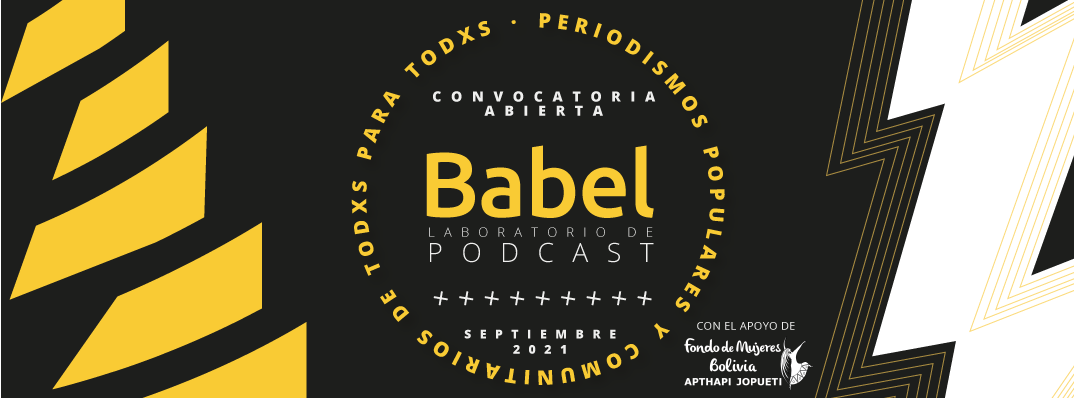 PERIODISMOS POPULARES Y COMUNITARIOS DE TODXS PARA TODXS ·
CONVOCATORIA
ABIERTA
Babel
LABORATORIO DE
PODCAST
+ + + + + + + + +
SEPTIEMBRE
2021
CON EL APOYO DE
Fondo de Mujeres
Bolivia
APTHAPI JOPUETI